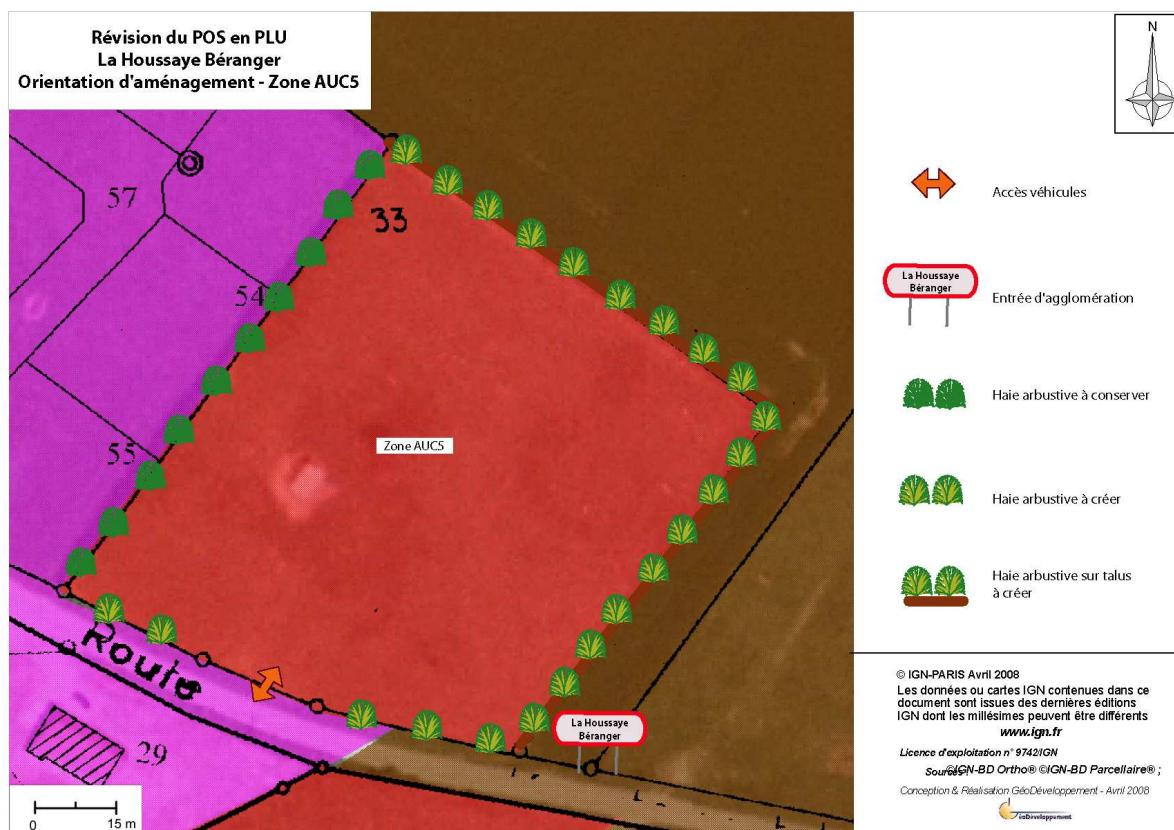 Révision du POS en PLU
La Houssaye Béranger
Orientation d'aménagement - Zone AUC5
N
57
33
54
55
Zone AUC5
Route
29
La Houssaye
Béranger
0 15 m
Accès véhicules
La Houssaye
Béranger
Entrée d'agglomération
Haie arbustive à conserver
Haie arbustive à créer
Haie arbustive sur talus
à créer
© IGN-PARIS Avril 2008
Les données ou cartes IGN contenues dans ce
document sont issues des dernières éditions
IGN dont les millésimes peuvent être différents
www.ign.fr
Licence d'exploitation n° 9742/IGN
Sources : ©IGN-BD Ortho® ©IGN-BD Parcellaire® ;
Conception & Réalisation GéoDéveloppement - Avril 2008
GéoDéveloppement